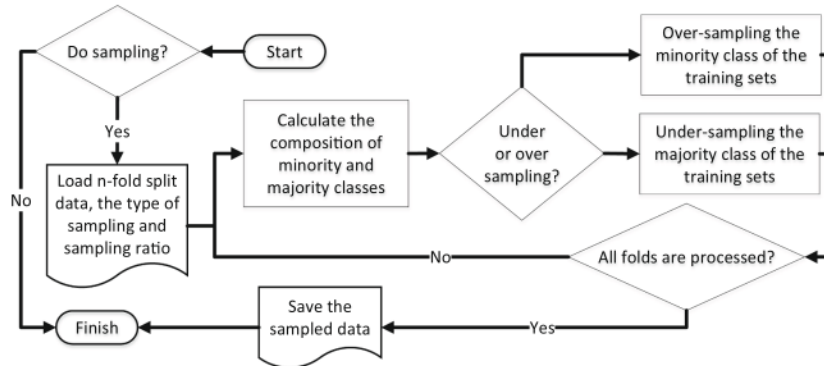 Do sampling?
Start
Yes
No
Load n-fold split
data, the type of
sampling and
sampling ratio
Calculate the
composition of
minority and
majority classes
Under
or over
sampling?
Over-sampling the
minority class of the
training sets
Under-sampling the
majority class of the
training sets
All folds are processed?
No
Yes
Save the
sampled data
Finish